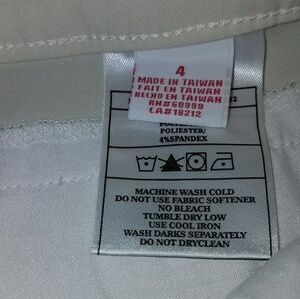 4
MADE IN TAIWAN
FAIT EN TAIWAN
HECHO EN TAIWAN
RN#60999
CA#18212
POLYESTER/
4%SPANDEX
MACHINE WASH COLD
DO NOT USE FABRIC SOFTENER
NO BLEACH
TUMBLE DRY LOW
USE COOL IRON
WASH DARKS SEPARATELY
DO NOT DRYCLEAN